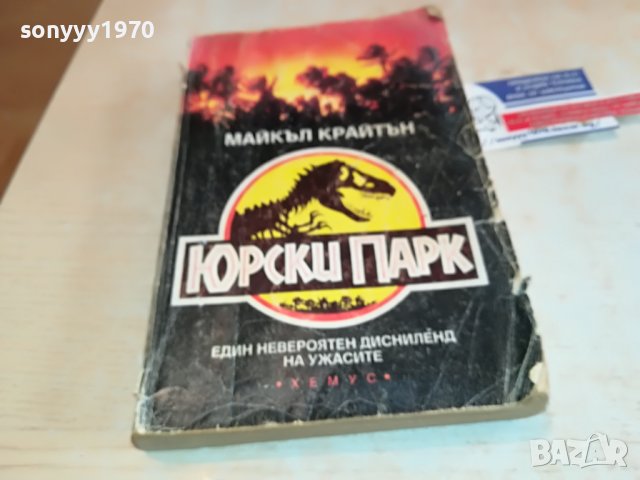 sonyyy1970
МАЙКЪЛ КРАЙТЪН
ЮРСКИ ПАРК
ЕДИН НЕВЕРОЯТЕН ДИСНИЛЕНД
НА УЖАСИТЕ
•ХЕМУС•
BAZAR